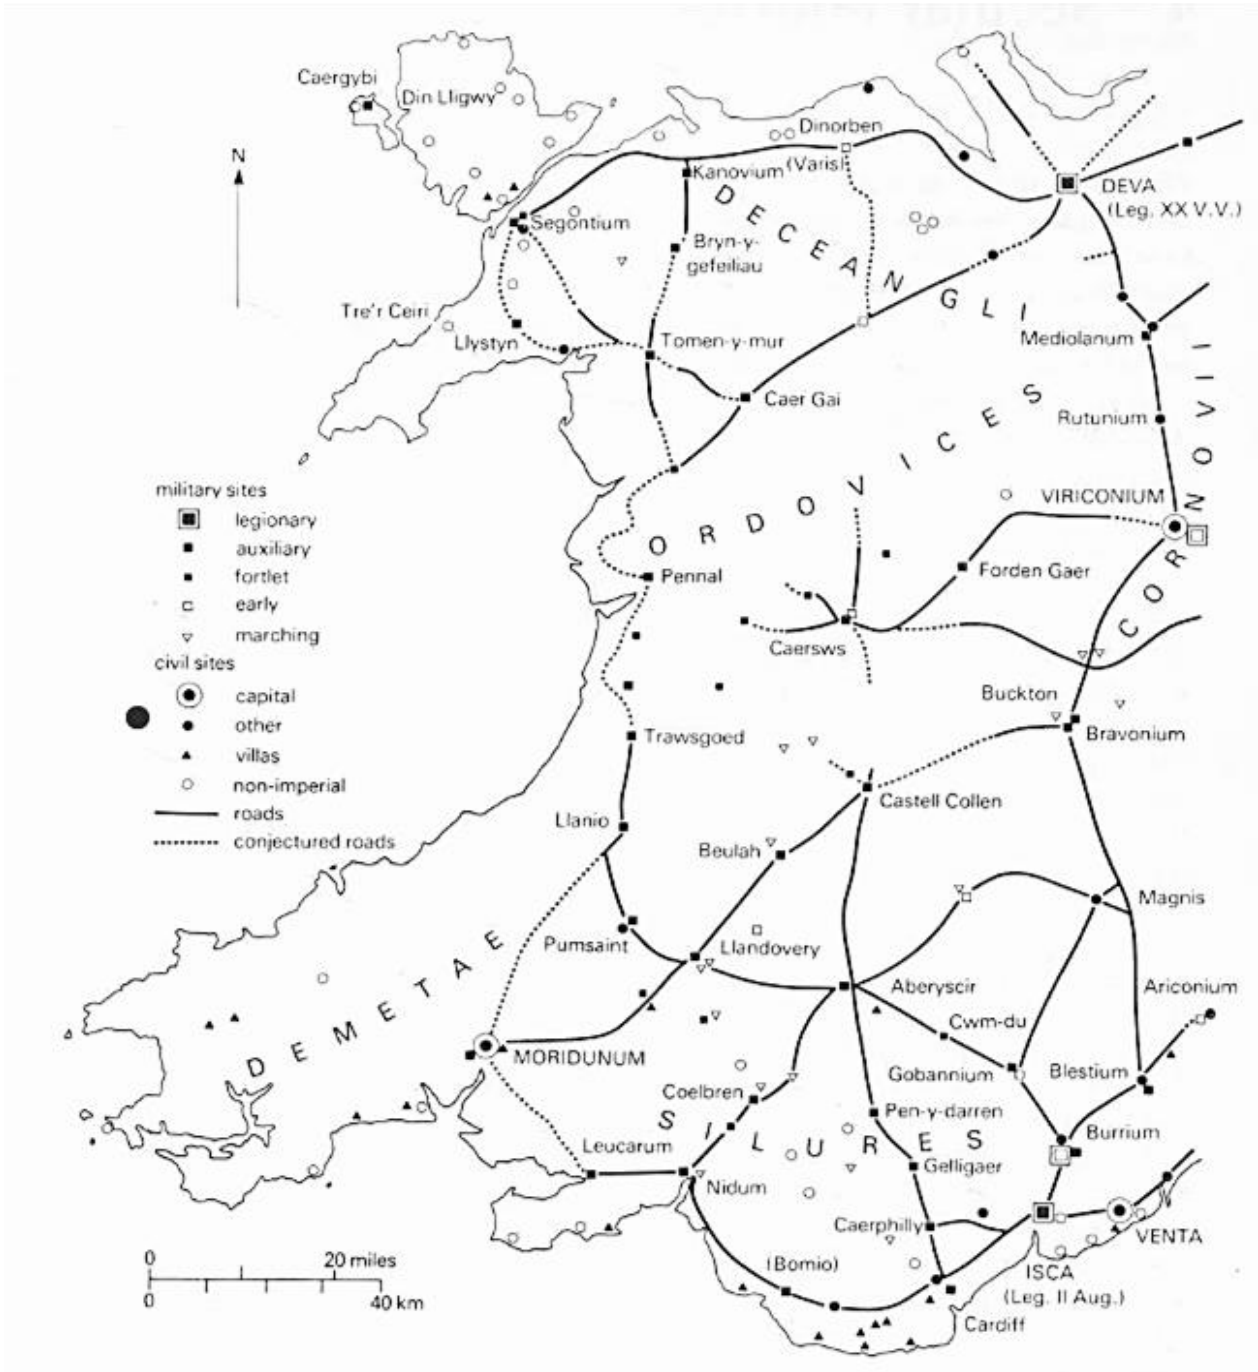 Caergybi
Din Lligwy
Dinorben
(Varis)
N
Kanovium
DEVA
(Leg. XX V.V.)
Segontium
DECEANGLI
Bryn-y-
gefeiliau
Tre'r Ceiri
Llystyn
Tomen-y-mur
Mediolanum
Caer Gai
Rutunium
ORDOVICES
CORNOVII
VIRICONIUM
military sites
legionary
auxiliary
fortlet
early
marching
civil sites
capital
other
villas
non-imperial
roads
conjectured roads
Pennal
Forden Gaer
Caersws
Buckton
Bravonium
Trawsgoed
Castell Collen
Llanio
Beulah
Magnis
Pumsaint
Llandovery
DEMETAE
Aberyscir
Ariconium
Cwm-du
MORIDUNUM
Gobannium
Blestium
Coelbren
SILURES
Pen-y-darren
Burrium
Leucarum
Gelligaer
Nidum
Caerphilly
VENTA
(Bomio)
ISCA
(Leg. II Aug.)
Cardiff
0 20 miles
0 40 km